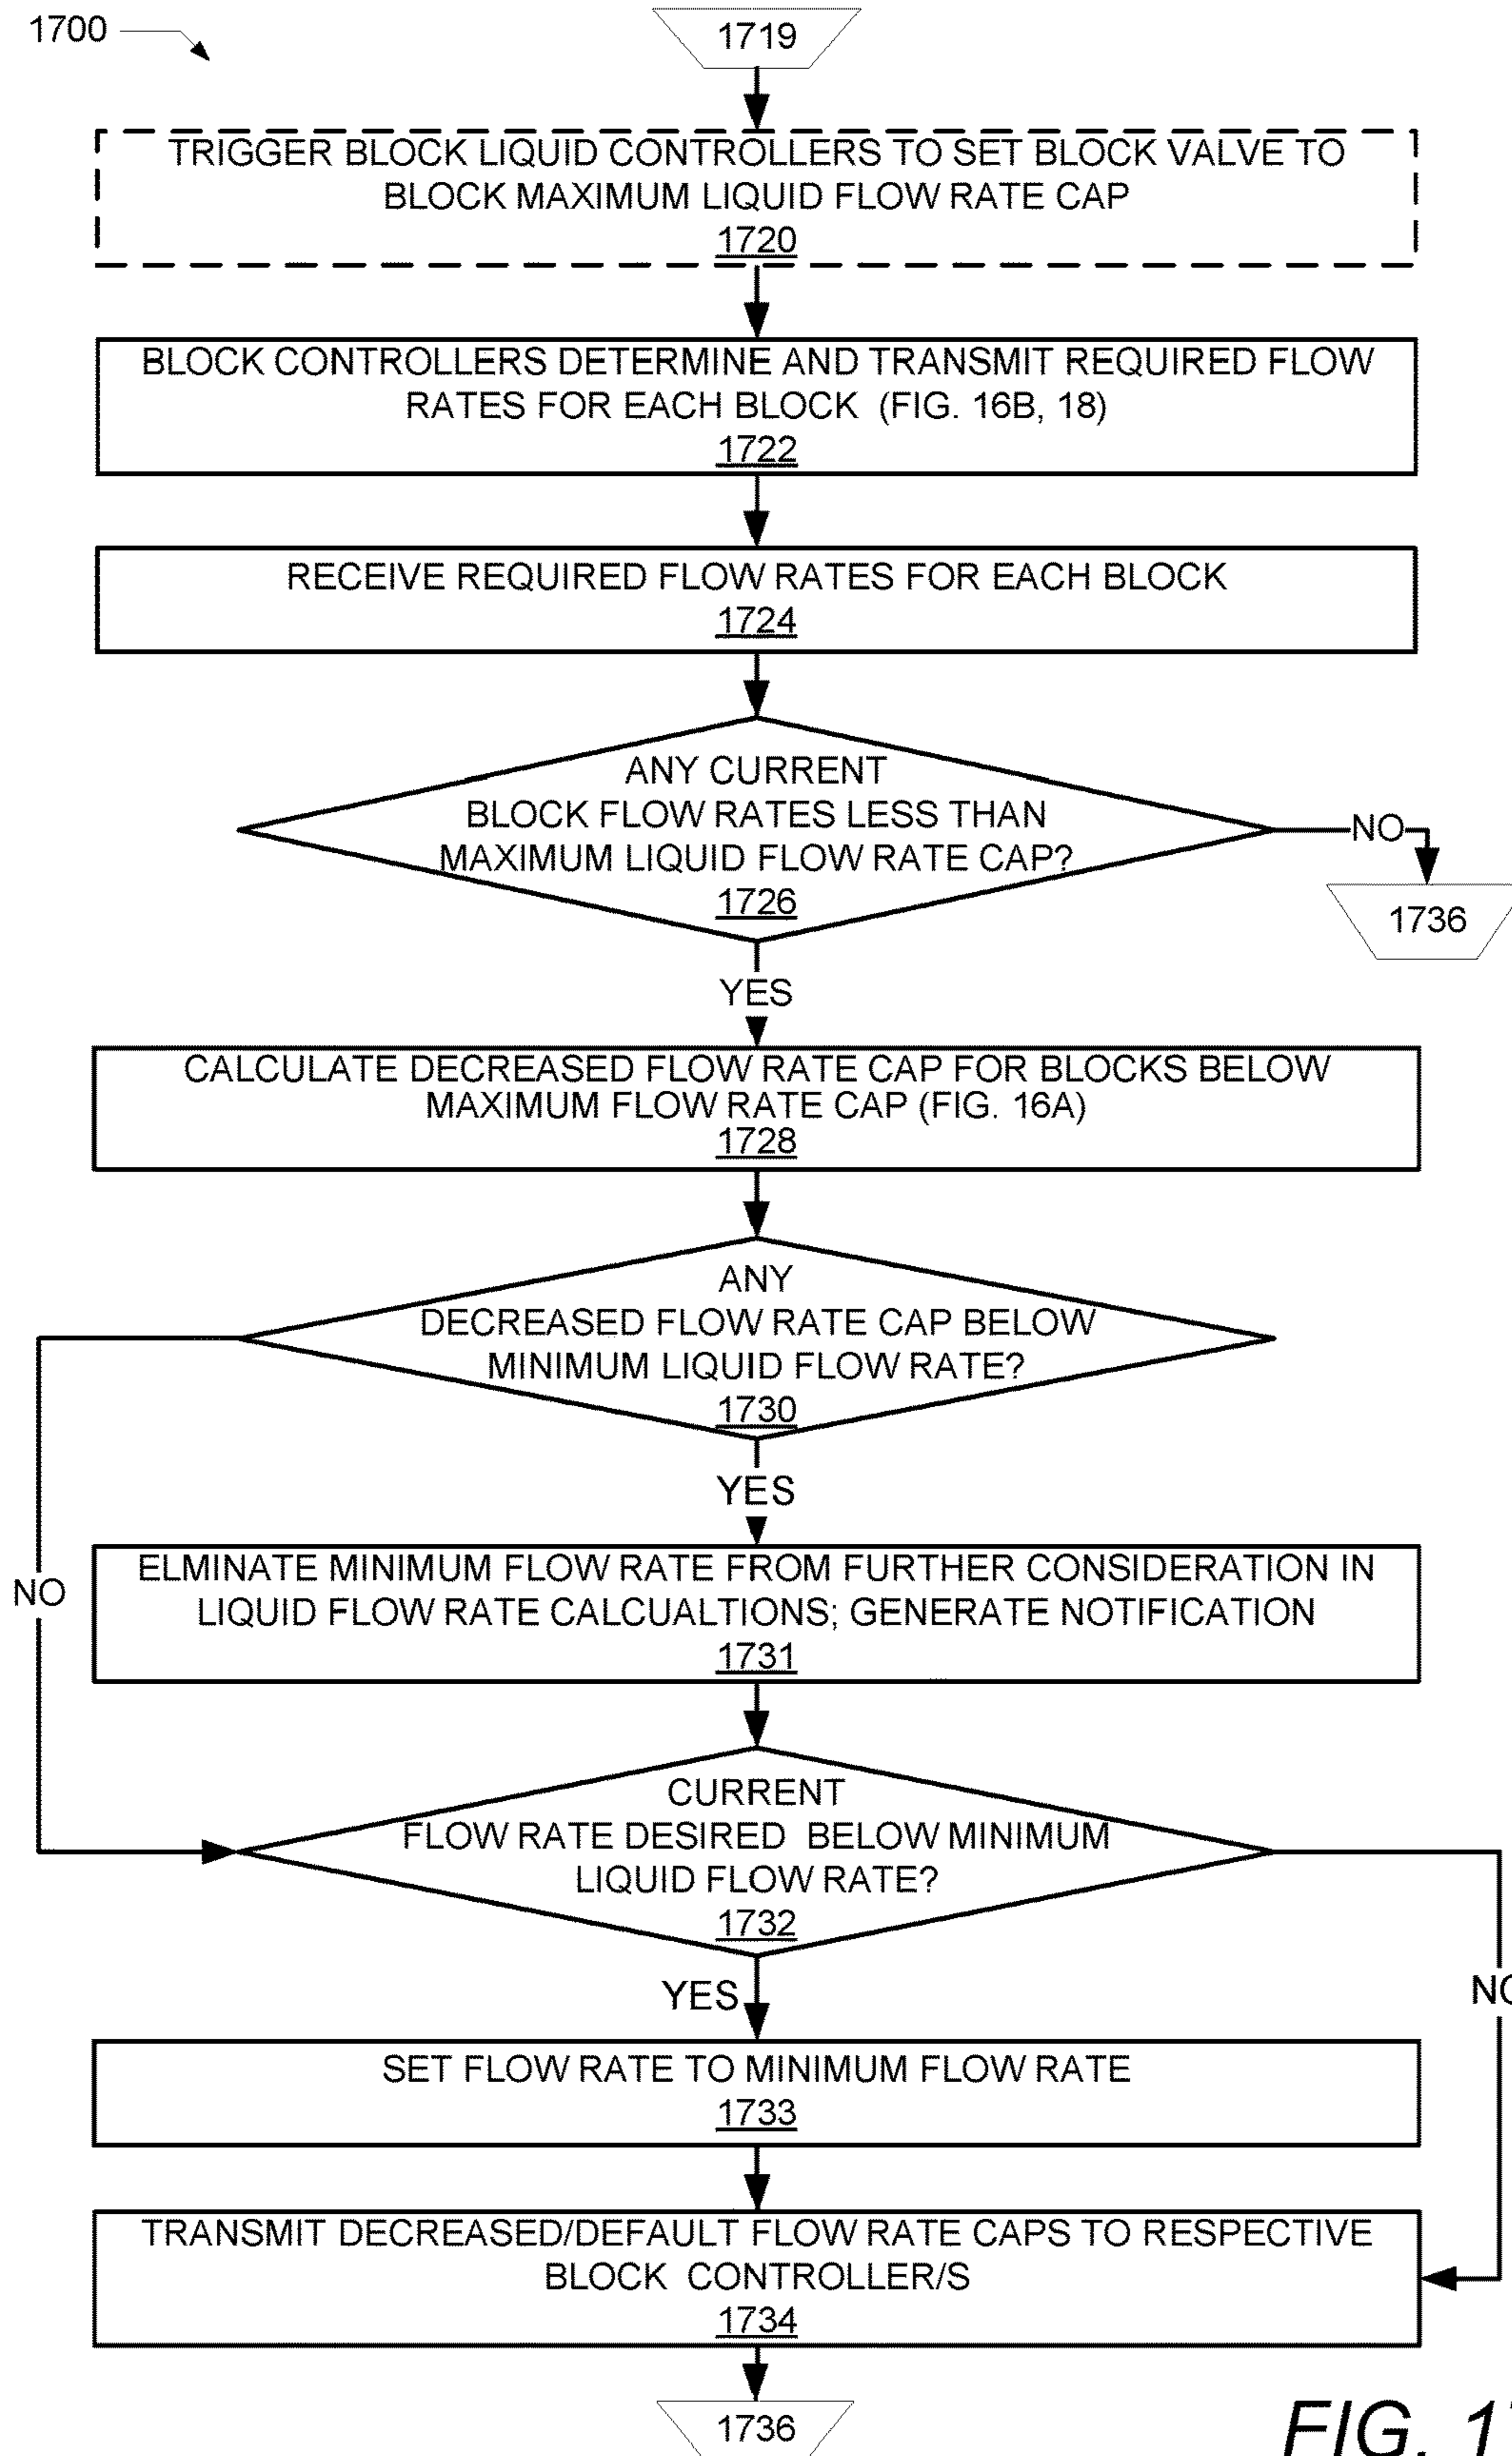 1700
1719
TRIGGER BLOCK LIQUID CONTROLLERS TO SET BLOCK VALVE TO
BLOCK MAXIMUM LIQUID FLOW RATE CAP
1720
BLOCK CONTROLLERS DETERMINE AND TRANSMIT REQUIRED FLOW
RATES FOR EACH BLOCK (FIG. 16B, 18)
1722
RECEIVE REQUIRED FLOW RATES FOR EACH BLOCK
1724
ANY CURRENT
BLOCK FLOW RATES LESS THAN
MAXIMUM LIQUID FLOW RATE CAP?
1726
NO
1736
YES
CALCULATE DECREASED FLOW RATE CAP FOR BLOCKS BELOW
MAXIMUM FLOW RATE CAP (FIG. 16A)
1728
ANY
DECREASED FLOW RATE CAP BELOW
MINIMUM LIQUID FLOW RATE?
1730
YES
NO
ELMINATE MINIMUM FLOW RATE FROM FURTHER CONSIDERATION IN
LIQUID FLOW RATE CALCUALTIONS; GENERATE NOTIFICATION
1731
CURRENT
FLOW RATE DESIRED BELOW MINIMUM
LIQUID FLOW RATE?
1732
YES
SET FLOW RATE TO MINIMUM FLOW RATE
1733
TRANSMIT DECREASED/DEFAULT FLOW RATE CAPS TO RESPECTIVE
BLOCK CONTROLLER/S
1734
1736
FIG.